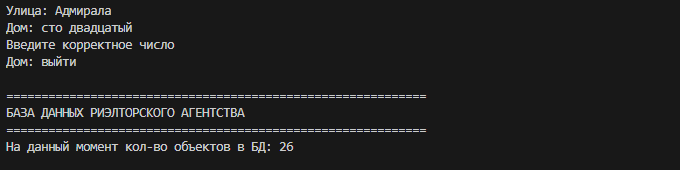 Улица: Адмирала
Дом: сто двадцатый
Введите корректное число
Дом: выйти
============================================================
БАЗА ДАННЫХ РИЭЛТОРСКОГО АГЕНТСТВА
============================================================
На данный момент кол-во объектов в БД: 26